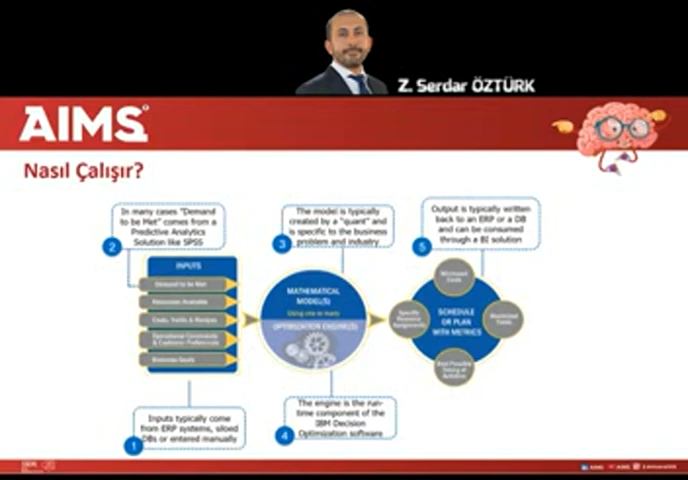 Z. Serdar ÖZTÜRK
AIMS
Nasıl Çalışır?
In many cases "Demand
to be Met" comes from a
Predictive Analytics
Solution like SPSS
2
The model is typically
created by a "quant" and
is specific to the business
problem and industry
3
Output is typically written
back to an ERP or a DB
and can be consumed
through a BI solution
5
INPUTS
Demand to be Met
Resources Available
Costs, Yields & Recipes
Operational Constraints
& Customer Preferences
Business Goals
MATHEMATICAL
MODEL(S)
Using one to many
OPTIMISATION ENGINE(S)
SCHEDULE
OR PLAN
WITH METRICS
Specific
Resource
Assignments
Best Possible
Timing of
Activities
Inputs typically come
from ERP systems, siloed
DBs or entered manually
1
The engine is the run-
time component of the
IBM Decision
Optimization software
4